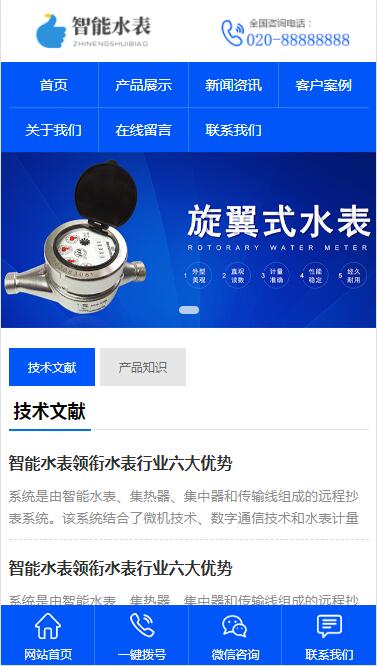 智能水表
ZHINENGSHUIBIAO
全国咨询电话：
020-88888888
首页 产品展示 新闻资讯 客户案例
关于我们 在线留言 联系我们
旋翼式水表
ROTORARY WATER METER
1 外型美观 2 直观读数 3 计量准确 4 性能稳定 5 经久耐用
技术文献 产品知识
技术文献
智能水表领衔水表行业六大优势
系统是由智能水表、集热器、集中器和传输线组成的远程抄
表系统。该系统结合了微机技术、数字通信技术和水表计量
智能水表领衔水表行业六大优势
系统是由智能水表、集热器、集中器和传输线组成的远程抄
网站首页 一键拨号 微信咨询 联系我们